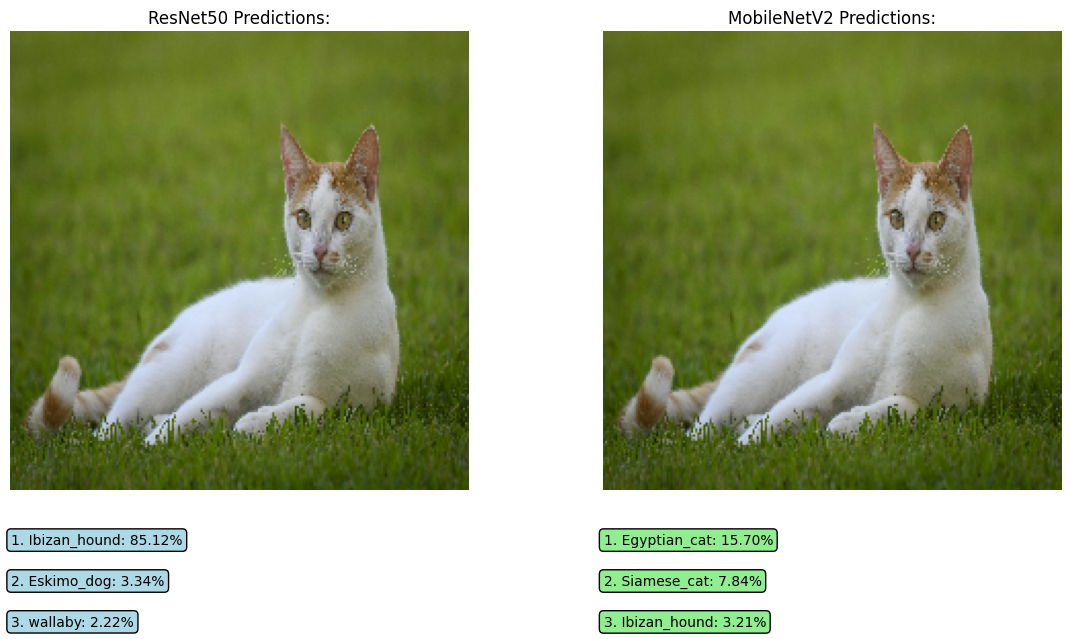 ResNet50 Predictions:
1. Ibizan_hound: 85.12%
2. Eskimo_dog: 3.34%
3. wallaby: 2.22%
MobileNetV2 Predictions:
1. Egyptian_cat: 15.70%
2. Siamese_cat: 7.84%
3. Ibizan_hound: 3.21%